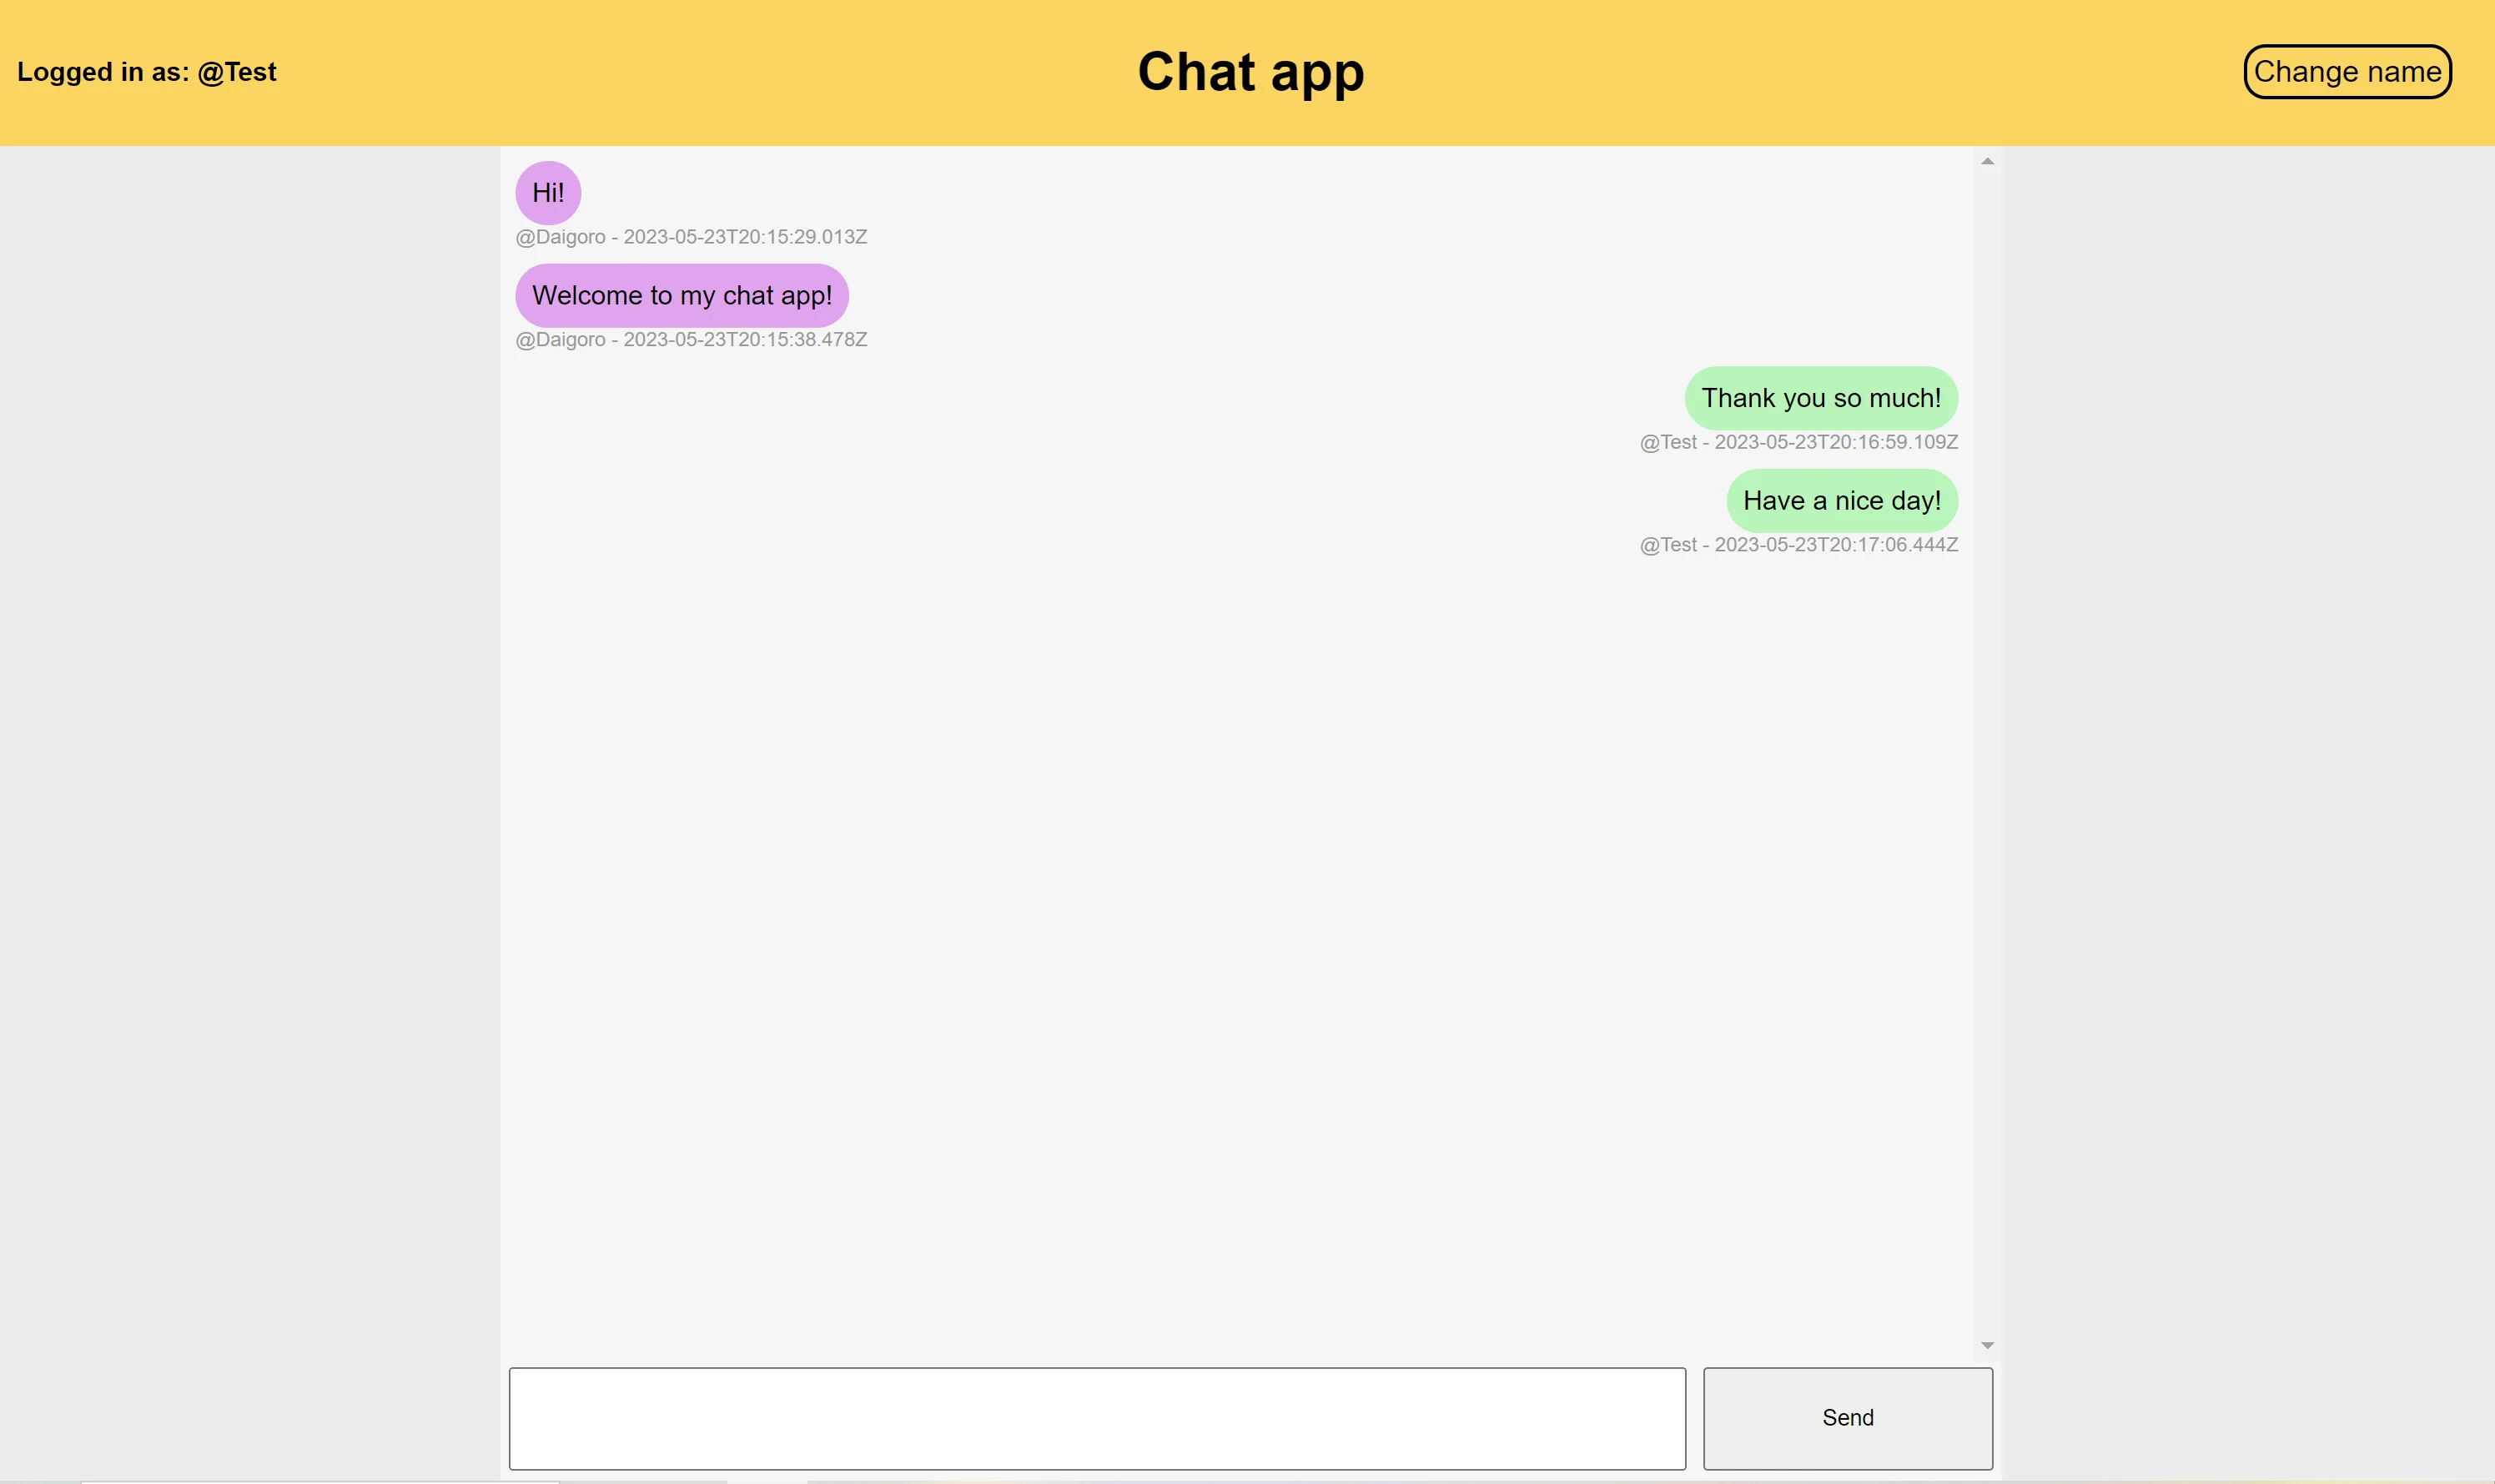 Logged in as: @Test
Chat app
Change name
Hi!
@Daigoro - 2023-05-23T20:15:29.013Z
Welcome to my chat app!
@Daigoro - 2023-05-23T20:15:38.478Z
Thank you so much!
@Test - 2023-05-23T20:16:59.109Z
Have a nice day!
@Test - 2023-05-23T20:17:06.444Z
Send